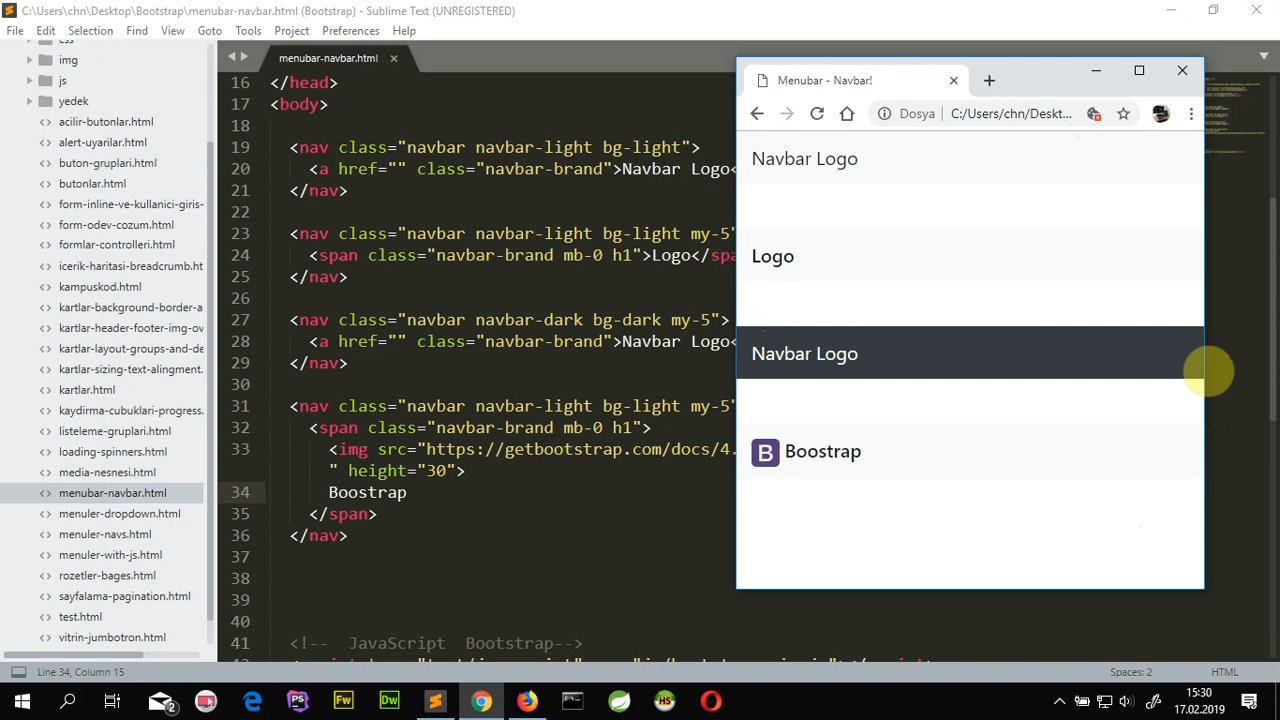 C:\Users\chn\Desktop\Bootstrap\menubar-navbar.html (Bootstrap) - Sublime Text (UNREGISTERED)
File Edit Selection Find View Goto Tools Project Preferences Help
css
img
js
yedek
acilir-butonlar.html
alert-uyarilar.html
buton-gruplari.html
butonlar.html
form-inline-ve-kullanici-giris-
form-odev-cozum.html
formlar-controlleri.html
icerik-haritasi-breadcrumb.ht
kampuskod.html
kartlar-background-border-a
kartlar-header-footer-img-ov
kartlar-layout-groups-and-de
kartlar-sizing-text-alingment.
kartlar.html
kaydirma-cubuklari-progress.
listeleme-gruplari.html
loading-spinners.html
media-nesnesi.html
menubar-navbar.html
menuler-dropdown.html
menuler-navs.html
menuler-with-js.html
rozetler-bages.html
sayfalama-pagination.html
test.html
vitrin-jumbotron.html
menubar-navbar.html
16 </head>
17 <body>
18
19 <nav class="navbar navbar-light bg-light">
20 <a href="" class="navbar-brand">Navbar Logo<
21 </nav>
22
23 <nav class="navbar navbar-light bg-light my-5"
24 <span class="navbar-brand mb-0 h1">Logo</spa
25 </nav>
26
27 <nav class="navbar navbar-dark bg-dark my-5">
28 <a href="" class="navbar-brand">Navbar Logo<
29 </nav>
30
31 <nav class="navbar navbar-light bg-light my-5"
32 <span class="navbar-brand mb-0 h1">
33 <img src="https://getbootstrap.com/docs/4.
" height="30">
34 Boostrap
35 </span>
36 </nav>
37
38
39
40
41 <!-- JavaScript Bootstrap-->
Menubar - Navbar!
Dosya C:/Users/chn/Deskt...
Navbar Logo
Logo
Navbar Logo
B Boostrap
Line 34, Column 15
Spaces: 2 HTML
2 PS Fw Dw S HS
15:30
17.02.2019